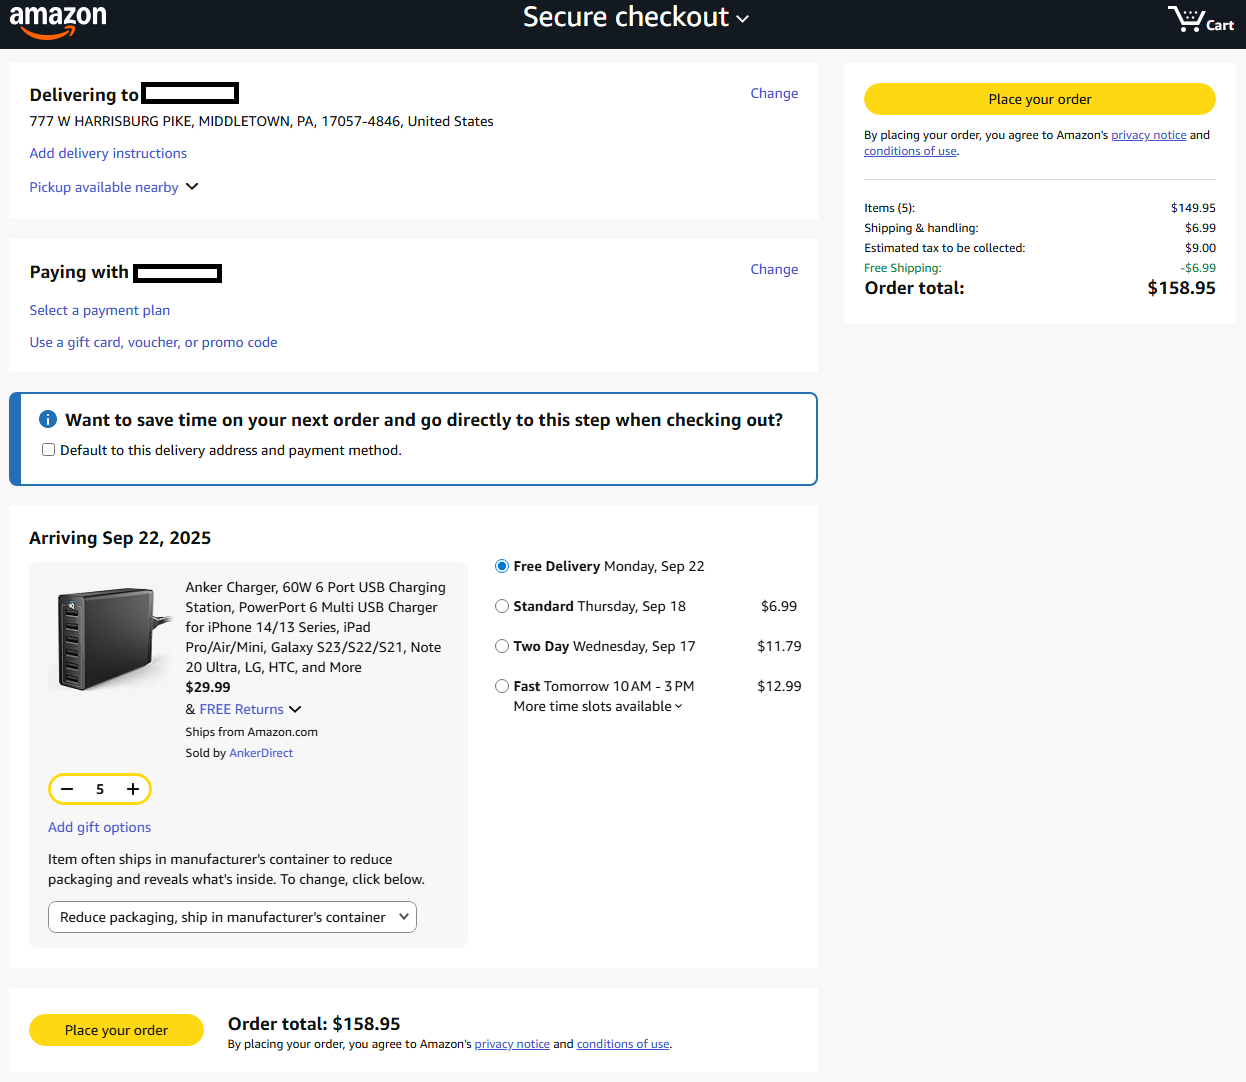 amazon
Secure checkout
Cart
Delivering to
Change
777 W HARRISBURG PIKE, MIDDLETOWN, PA, 17057-4846, United States
Add delivery instructions
Pickup available nearby
Paying with
Change
Select a payment plan
Use a gift card, voucher, or promo code
Want to save time on your next order and go directly to this step when checking out?
Default to this delivery address and payment method.
Arriving Sep 22, 2025
Anker Charger, 60W 6 Port USB Charging
Station, PowerPort 6 Multi USB Charger
for iPhone 14/13 Series, iPad
Pro/Air/Mini, Galaxy S23/S22/S21, Note
20 Ultra, LG, HTC, and More
$29.99
& FREE Returns
Ships from Amazon.com
Sold by AnkerDirect
5
Add gift options
Item often ships in manufacturer's container to reduce
packaging and reveals what's inside. To change, click below.
Reduce packaging, ship in manufacturer's container
Free Delivery Monday, Sep 22
Standard Thursday, Sep 18 $6.99
Two Day Wednesday, Sep 17 $11.79
Fast Tomorrow 10 AM - 3 PM $12.99
More time slots available
Place your order
Order total: $158.95
By placing your order, you agree to Amazon's privacy notice and conditions of use.
Place your order
By placing your order, you agree to Amazon's privacy notice and
conditions of use.
Items (5): $149.95
Shipping & handling: $6.99
Estimated tax to be collected: $9.00
Free Shipping: -$6.99
Order total: $158.95